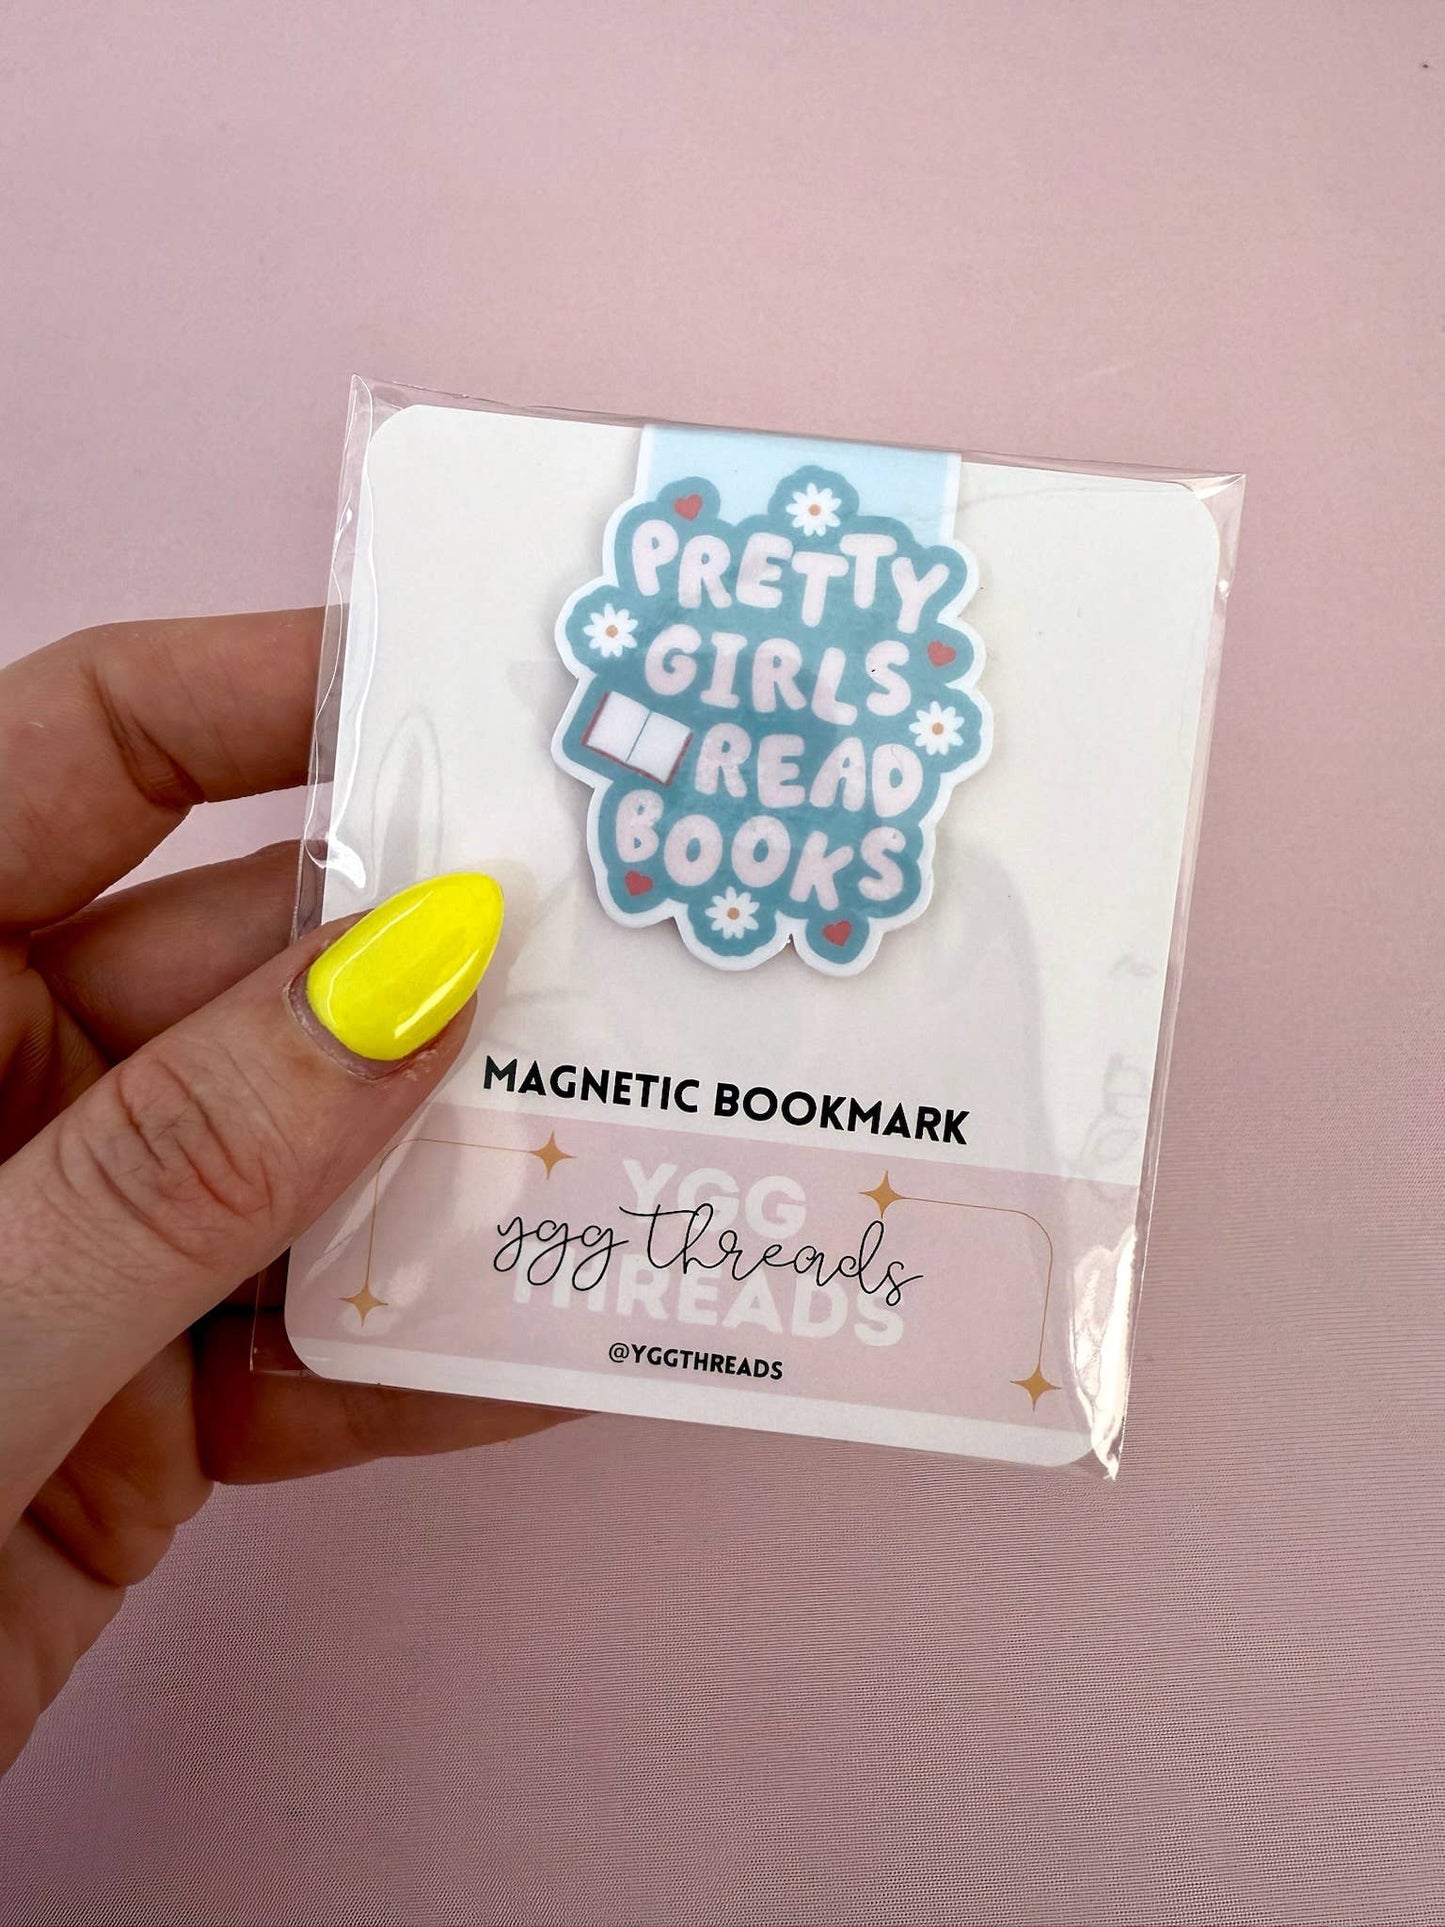 PRETTY
GIRLS
READ
BOOKS
MAGNETIC BOOKMARK
YGG
ygg threads
THREADS
@YGGTHREADS